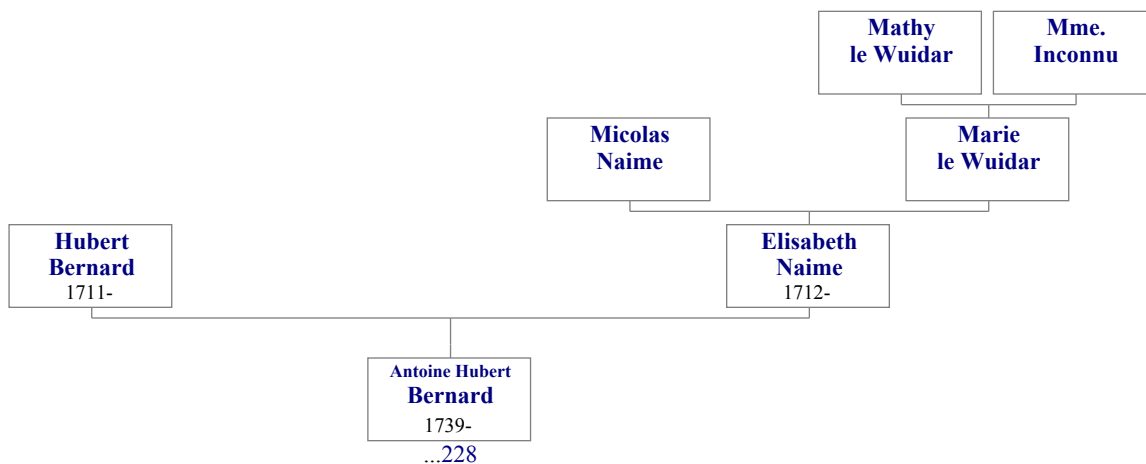 Mathy
le Wuidar
Mme.
Inconnu
Micolas
Naime
Marie
le Wuidar
Hubert
Bernard
1711-
Elisabeth
Naime
1712-
Antoine Hubert
Bernard
1739-
...228